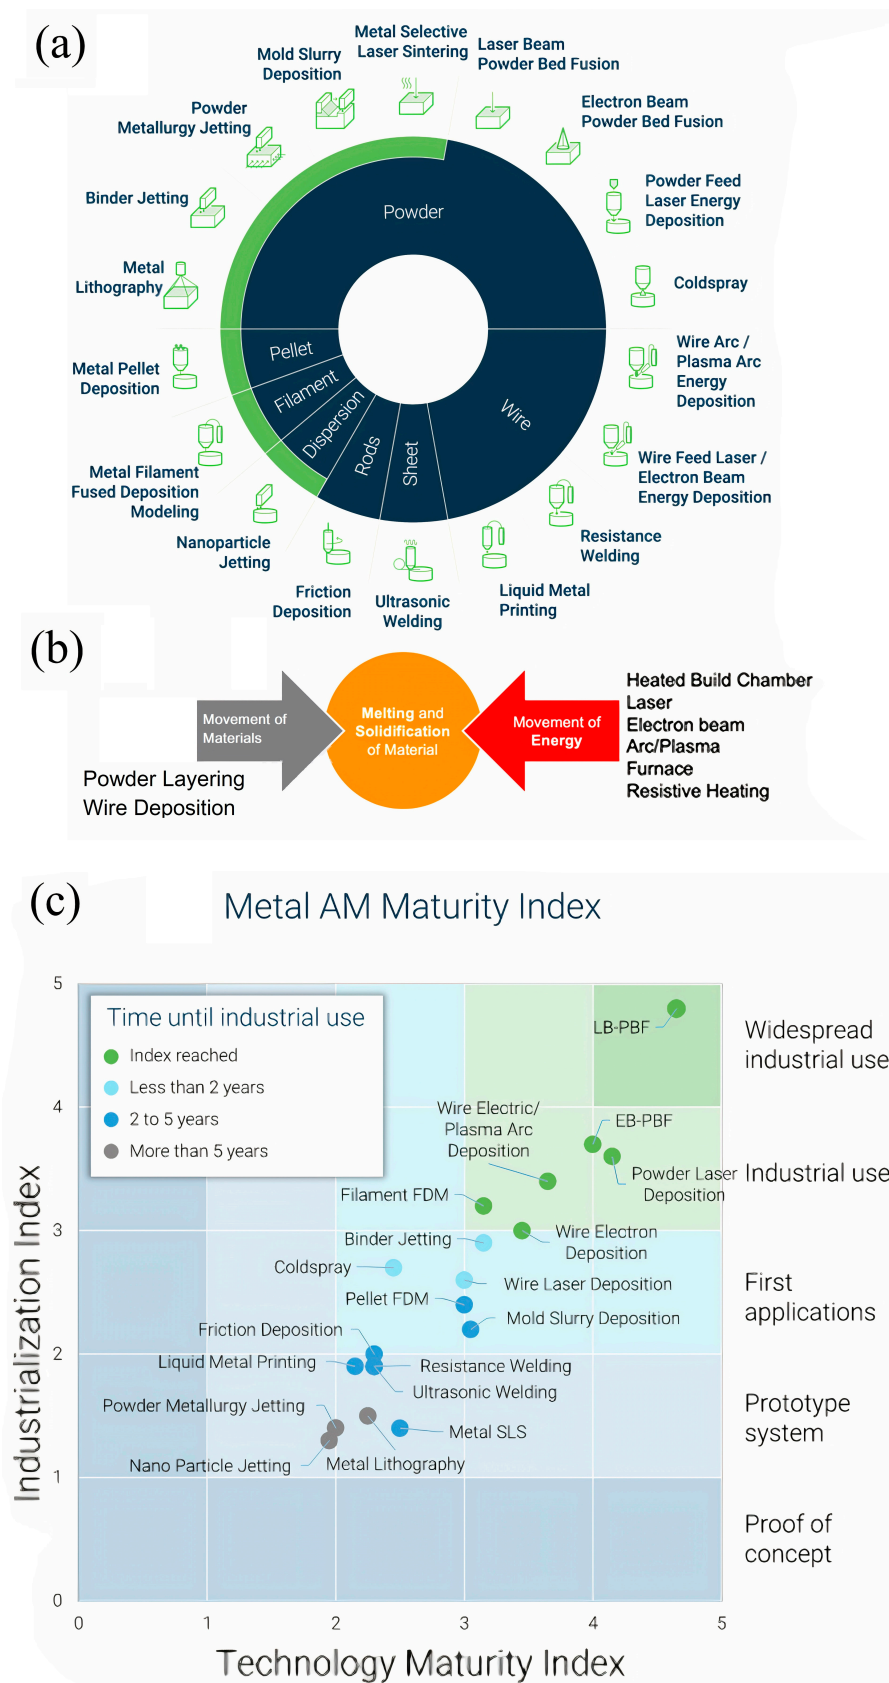 (a)
Metal Selective
Laser Sintering
Laser Beam
Powder Bed Fusion
Mold Slurry
Deposition
Electron Beam
Powder Bed Fusion
Powder
Metallurgy Jetting
Powder Feed
Laser Energy
Deposition
Binder Jetting
Powder
Metal
Lithography
Coldspray
Wire Arc /
Plasma Arc
Energy
Deposition
Pellet
Metal Pellet
Deposition
Filament
Dispersion
Wire
Rods
Sheet
Wire Feed Laser /
Electron Beam
Energy Deposition
Metal Filament
Fused Deposition
Modeling
Resistance
Welding
Nanoparticle
Jetting
Friction
Deposition
Ultrasonic
Welding
Liquid Metal
Printing
(b)
Movement of
Materials
Powder Layering
Wire Deposition
Melting and
Solidification
of Material
Movement of
Energy
Heated Build Chamber
Laser
Electron beam
Arc/Plasma
Furnace
Resistive Heating
(c)
Metal AM Maturity Index
5
4
3
2
1
0
Industrialization Index
Time until industrial use
Index reached
Less than 2 years
2 to 5 years
More than 5 years
LB-PBF
Wire Electric/
Plasma Arc
Deposition
EB-PBF
Powder Laser
Deposition
Filament FDM
Binder Jetting
Wire Electron
Deposition
Coldspray
Wire Laser Deposition
Pellet FDM
Mold Slurry Deposition
Friction Deposition
Liquid Metal Printing
Resistance Welding
Ultrasonic Welding
Powder Metallurgy Jetting
Metal SLS
Nano Particle Jetting
Metal Lithography
Widespread
industrial use
Industrial use
First
applications
Prototype
system
Proof of
concept
0 1 2 3 4 5
Technology Maturity Index